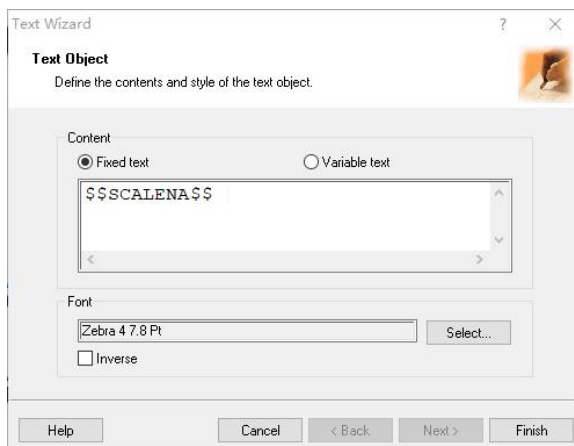 Text Wizard ?
Text Object
Define the contents and style of the text object.
Content
Fixed text Variable text
$$SCALENA$$
Font
Zebra 4 7.8 Pt Select...
Inverse
Help Cancel < Back Next > Finish